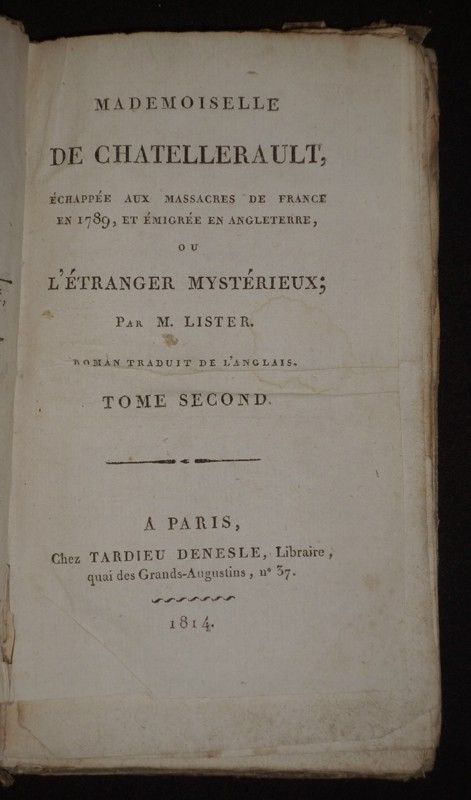 MADEMOISELLE
DE CHATELLERAULT,
ÉCHAPPÉE AUX MASSACRES DE FRANCE
EN 1789, ET ÉMIGRÉE EN ANGLETERRE,
OU
L'ÉTRANGER MYSTÉRIEUX;
PAR M. LISTER.
ROMAN TRADUIT DE L'ANGLAIS.
TOME SECOND.
A PARIS,
Chez TARDIEU DENESLE, Libraire,
quai des Grands-Augustins, n° 37.
1814.